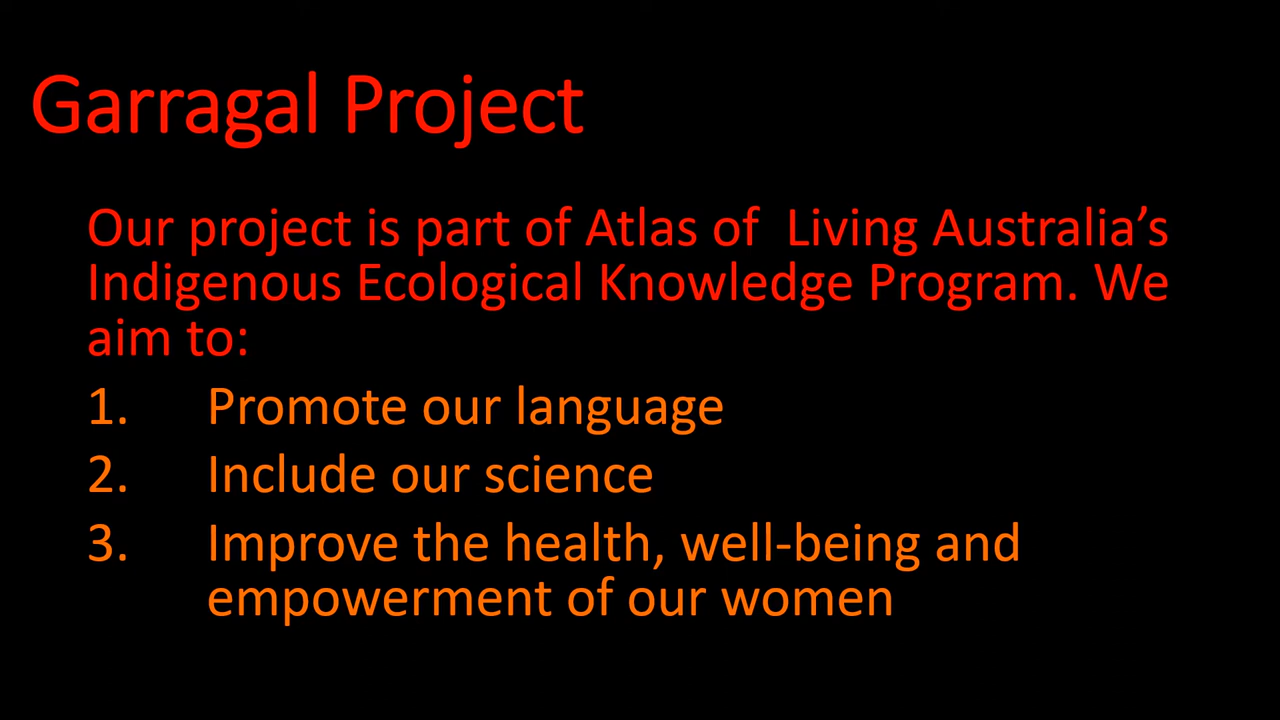 Garragal Project
Our project is part of Atlas of  Living Australia’s
Indigenous Ecological Knowledge Program. We
aim to:
1. Promote our language
2. Include our science
3. Improve the health, well-being and
empowerment of our women